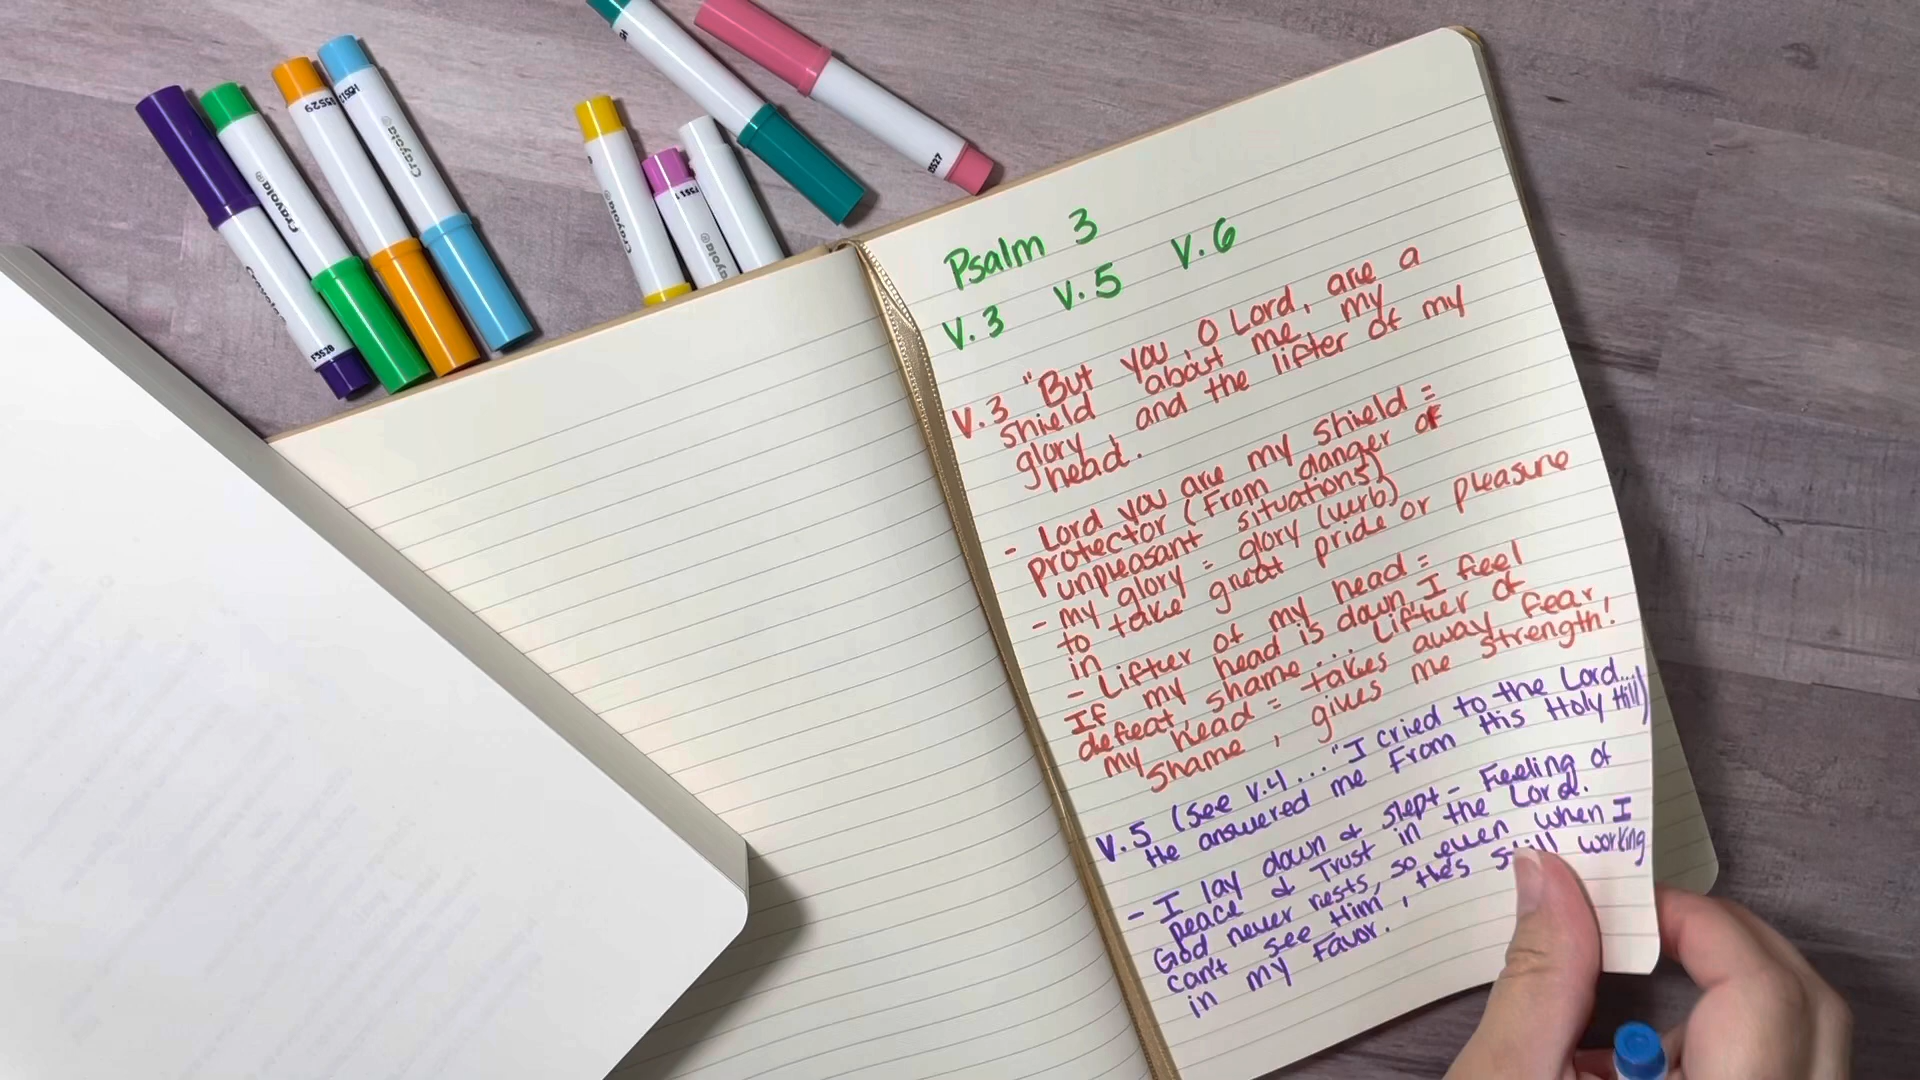 Psalm 3
V.3 V.5 V.6
V.3 "But you, O Lord, are a
shield about me, my
glory and the lifter of my
head.
- Lord you are my shield =
protector (From danger or
unpleasant situations)
- my glory = glory (verb)
to take great pride or pleasure
in
- Lifter of my head =
If my head is down I feel
defeat, shame... Lifter of
my head = takes away fear
shame, gives me strength!
V.5 (see v.4)... "I cried to the Lord...
He answered me From His Holy Hill)
- I lay down & slept - Feeling of
peace & Trust in the Lord.
God never rests, so even when I
can't see Him, He's still working
in my Favor.
Crayola
F5528
Crayola
Crayola
F5527